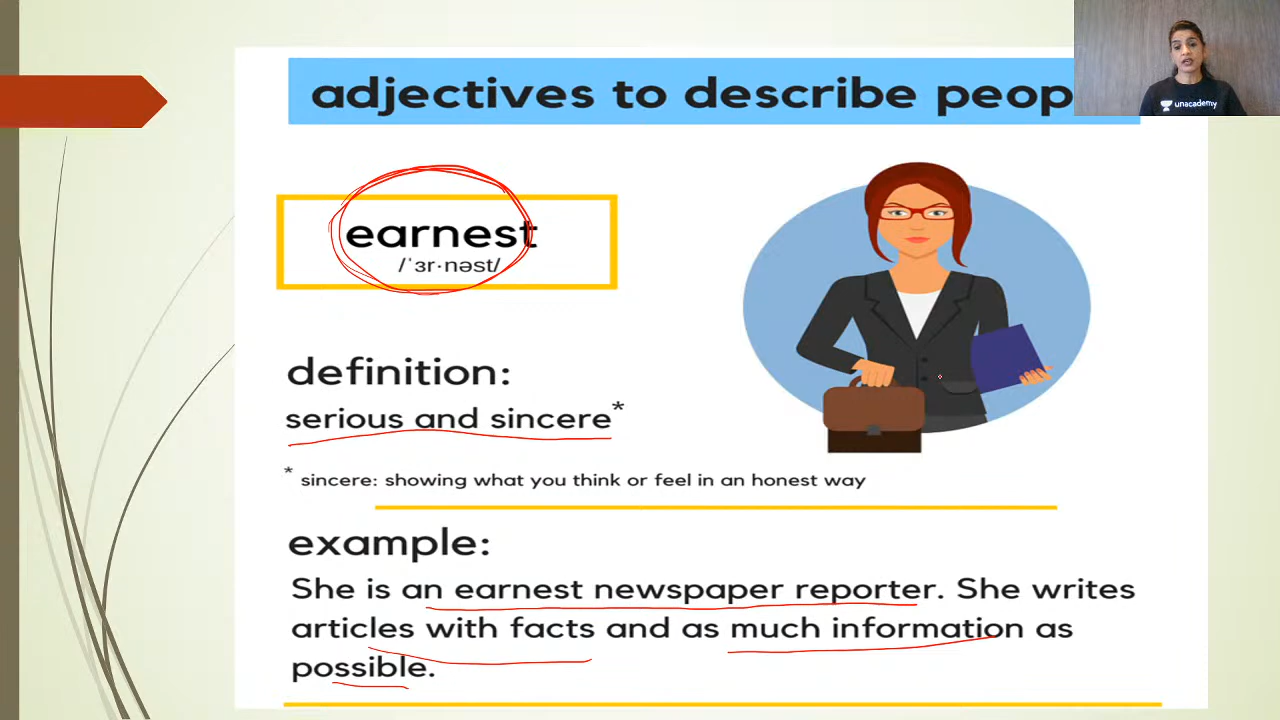 adjectives to describe peop
unacademy
earnest
/ˈɜr·nəst/
definition:
serious and sincere*
* sincere: showing what you think or feel in an honest way
example:
She is an earnest newspaper reporter. She writes
articles with facts and as much information as
possible.